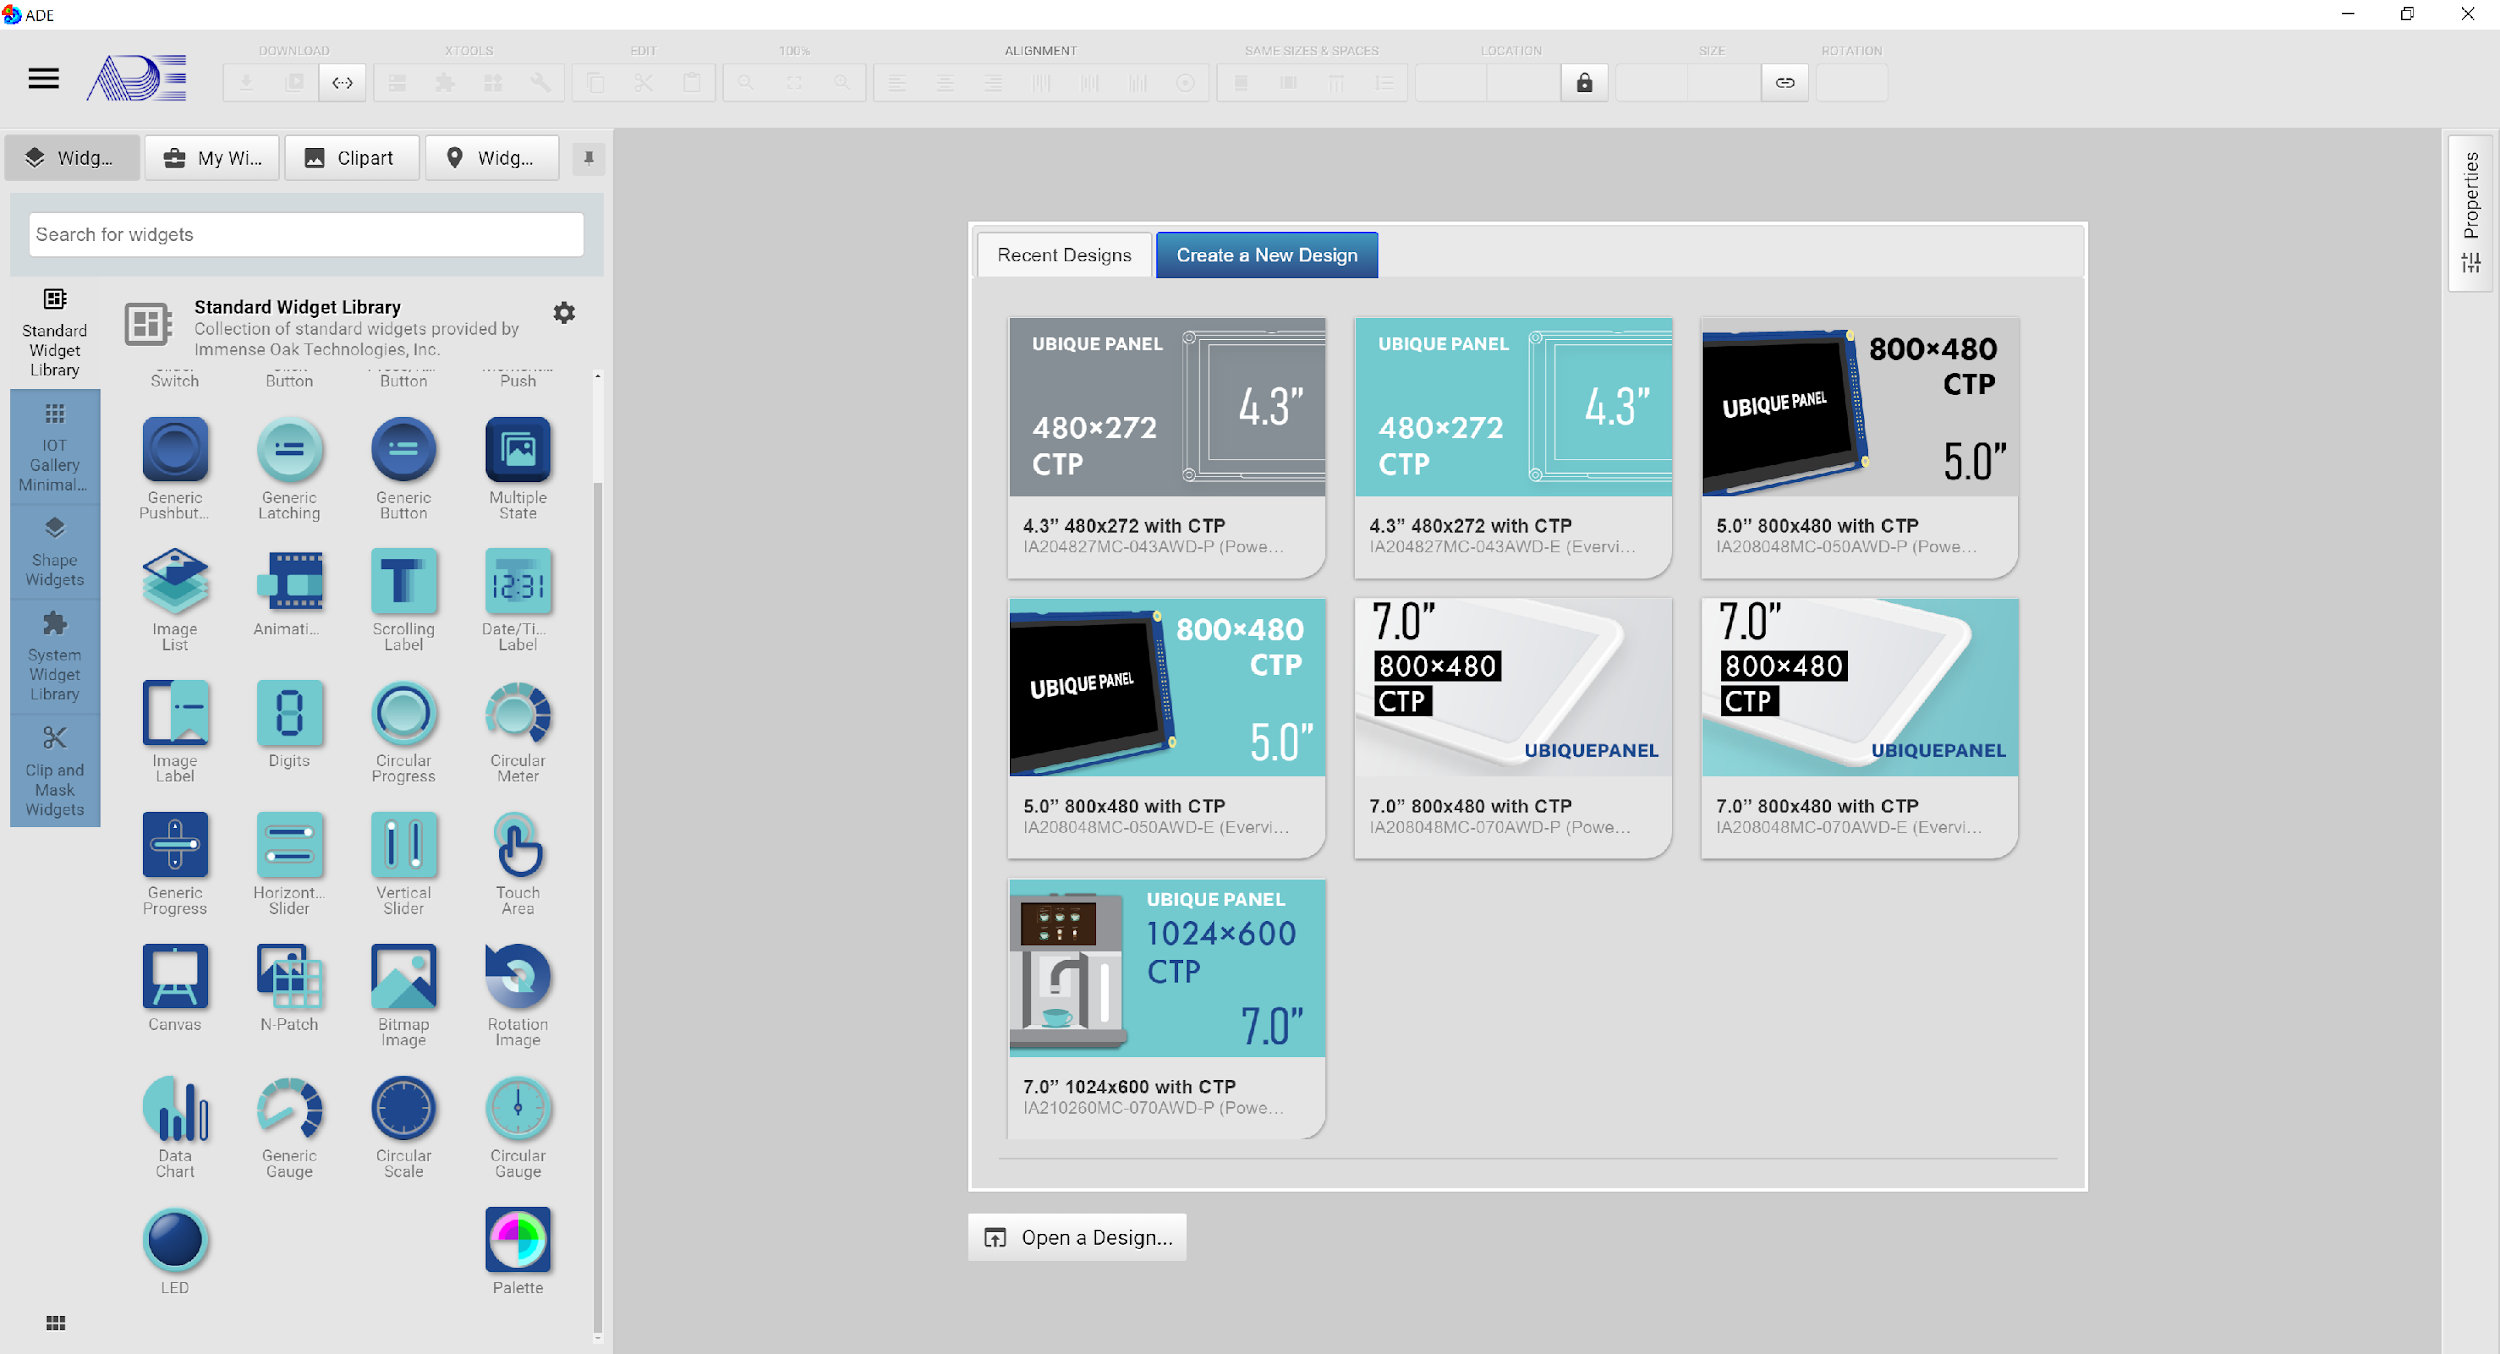 ADE
DOWNLOAD
XTOOLS
EDIT
100%
ALIGNMENT
SAME SIZES & SPACES
LOCATION
SIZE
ROTATION
ADE
Widg...
My Wi...
Clipart
Widg...
Properties
Search for widgets
Standard
Widget
Library
IOT
Gallery
Minimal...
Shape
Widgets
System
Widget
Library
Clip and
Mask
Widgets
Standard Widget Library
Collection of standard widgets provided by
Immense Oak Technologies, Inc.
Switch
Button
Button
Push
Generic
Pushbut...
Generic
Latching
Generic
Button
Multiple
State
Image
List
Animati...
Scrolling
Label
12:31
Date/Ti...
Label
Image
Label
Digits
Circular
Progress
Circular
Meter
Generic
Progress
Horizont...
Slider
Vertical
Slider
Touch
Area
Canvas
N-Patch
Bitmap
Image
Rotation
Image
Data
Chart
Generic
Gauge
Circular
Scale
Circular
Gauge
LED
Palette
Recent Designs
Create a New Design
UBIQUE PANEL
4.3”
480×272
CTP
4.3” 480x272 with CTP
IA204827MC-043AWD-P (Powe...
UBIQUE PANEL
4.3”
480×272
CTP
4.3” 480x272 with CTP
IA204827MC-043AWD-E (Evervi...
UBIQUE PANEL
800×480
CTP
5.0”
5.0” 800x480 with CTP
IA208048MC-050AWD-P (Powe...
UBIQUE PANEL
800×480
CTP
5.0”
5.0” 800x480 with CTP
IA208048MC-050AWD-E (Evervi...
7.0”
800×480
CTP
UBIQUEPANEL
7.0” 800x480 with CTP
IA208048MC-070AWD-P (Powe...
7.0”
800×480
CTP
UBIQUEPANEL
7.0” 800x480 with CTP
IA208048MC-070AWD-E (Evervi...
UBIQUE PANEL
1024×600
CTP
7.0”
7.0” 1024x600 with CTP
IA210260MC-070AWD-P (Powe...
Open a Design...